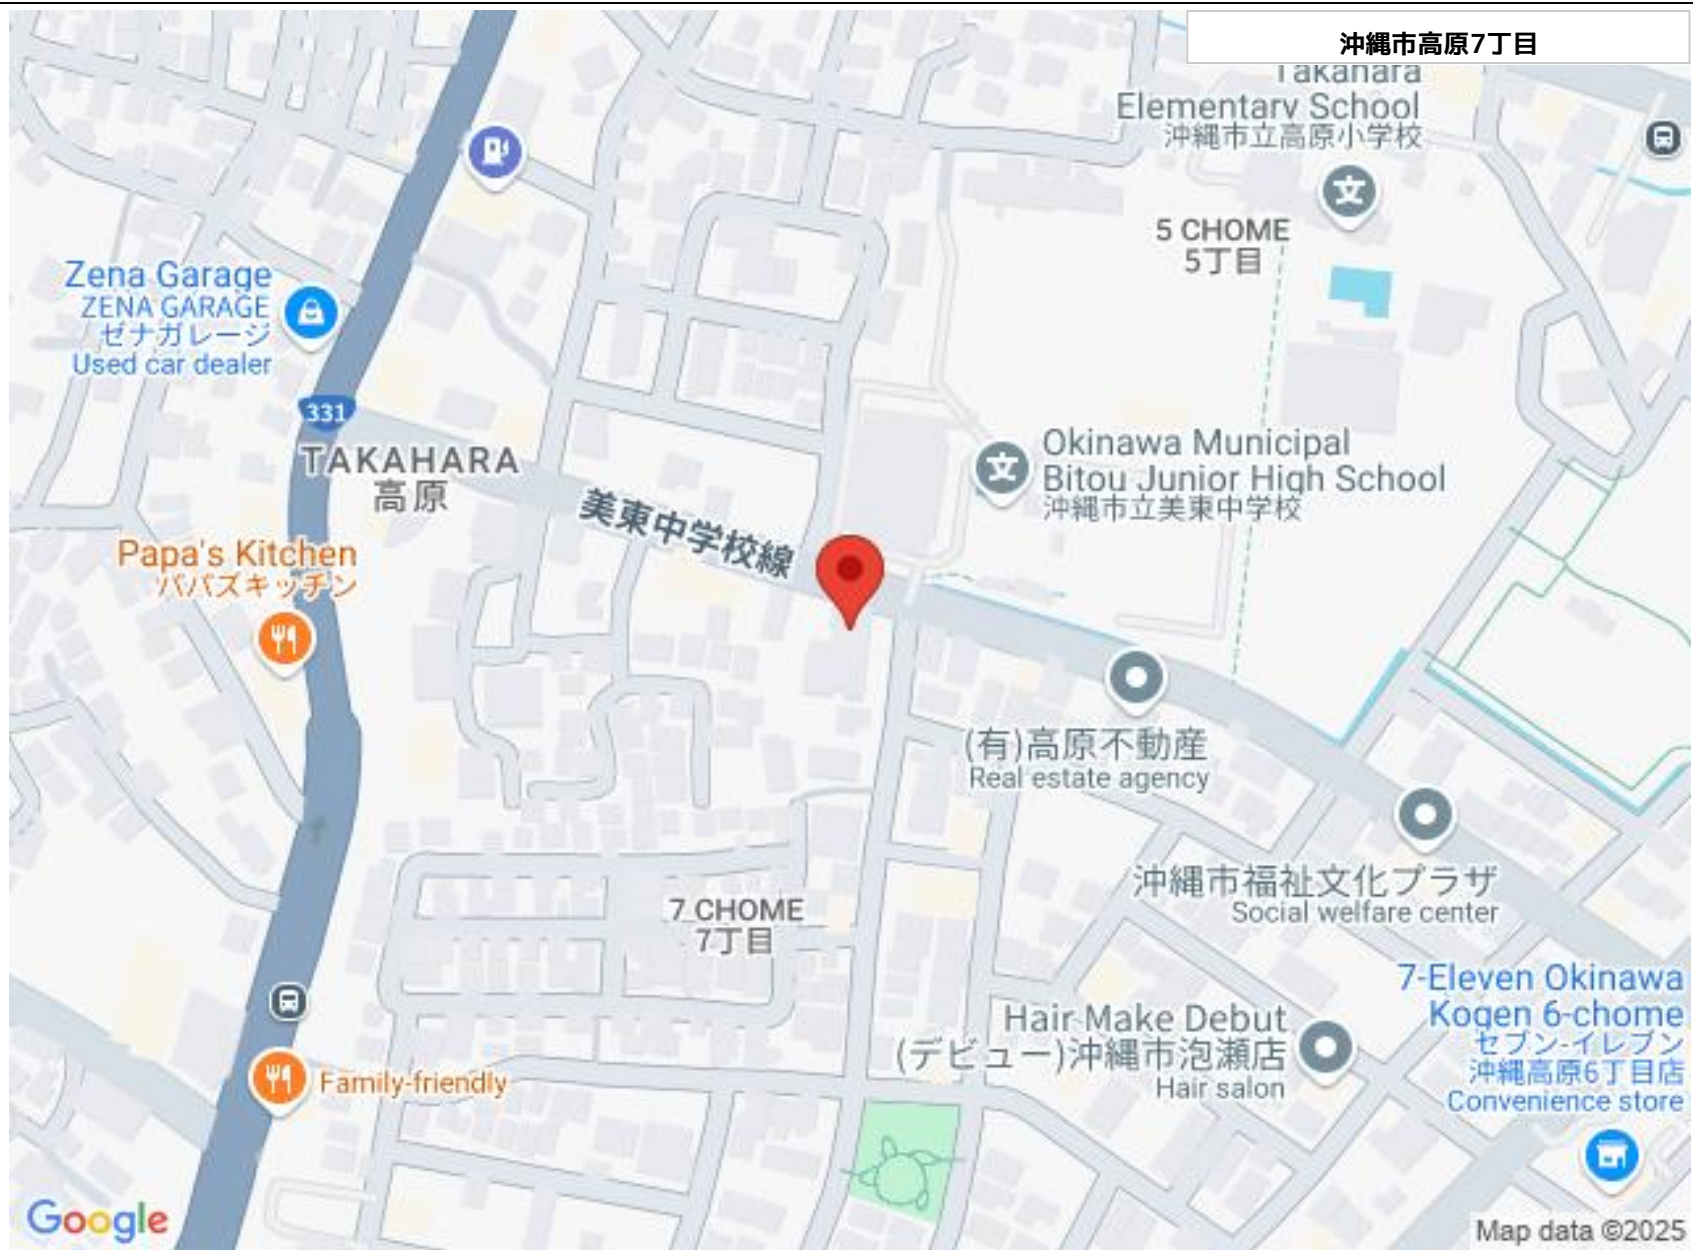 沖縄市高原7丁目
Takahara
Elementary School
沖縄市立高原小学校
5 CHOME
5丁目
Zena Garage
ZENA GARAGE
ゼナガレージ
Used car dealer
331
TAKAHARA
高原
Okinawa Municipal
Bitou Junior High School
沖縄市立美東中学校
美東中学校線
Papa's Kitchen
パパズキッチン
(有)高原不動産
Real estate agency
沖縄市福祉文化プラザ
Social welfare center
7 CHOME
7丁目
7-Eleven Okinawa
Kogen 6-chome
セブン-イレブン
沖縄高原6丁目店
Convenience store
Hair Make Debut
(デビュー)沖縄市泡瀬店
Hair salon
Family-friendly
Google
Map data ©2025